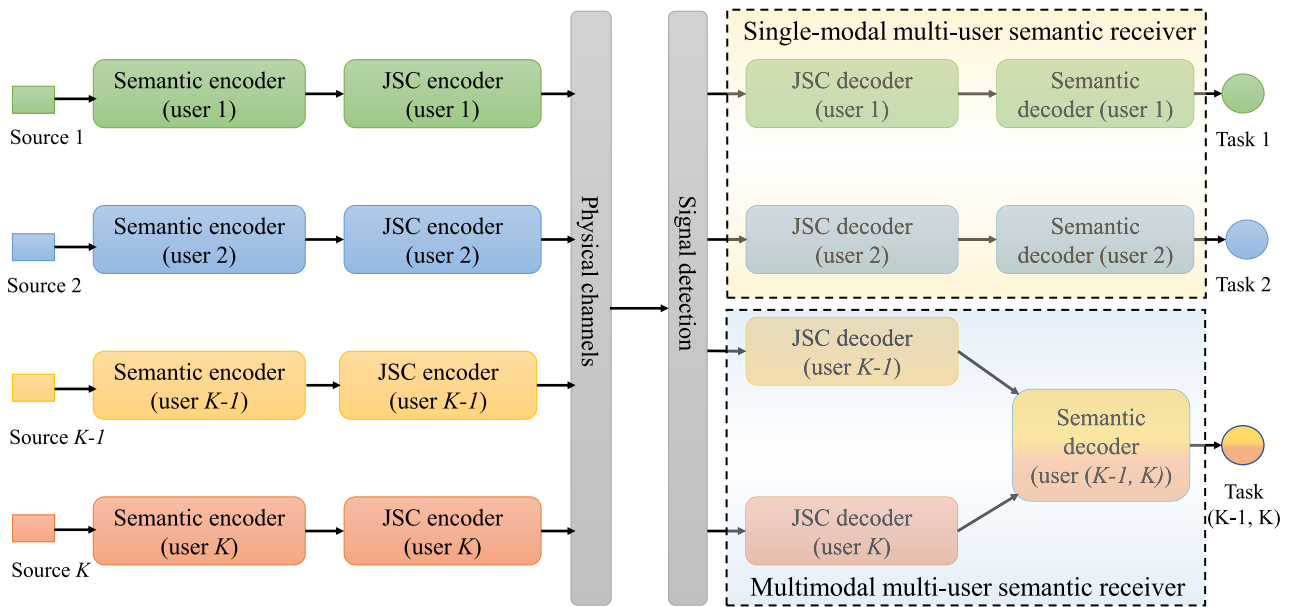 Single-modal multi-user semantic receiver
Semantic encoder
(user 1)
JSC encoder
(user 1)
JSC decoder
(user 1)
Semantic
decoder (user 1)
Source 1
Task 1
Semantic encoder
(user 2)
JSC encoder
(user 2)
JSC decoder
(user 2)
Semantic
decoder (user 2)
Source 2
Task 2
Physical channels
Signal detection
Semantic encoder
(user K-1)
JSC encoder
(user K-1)
JSC decoder
(user K-1)
Source K-1
Semantic
decoder
(user (K-1, K))
Task
(K-1, K)
Semantic encoder
(user K)
JSC encoder
(user K)
JSC decoder
(user K)
Source K
Multimodal multi-user semantic receiver